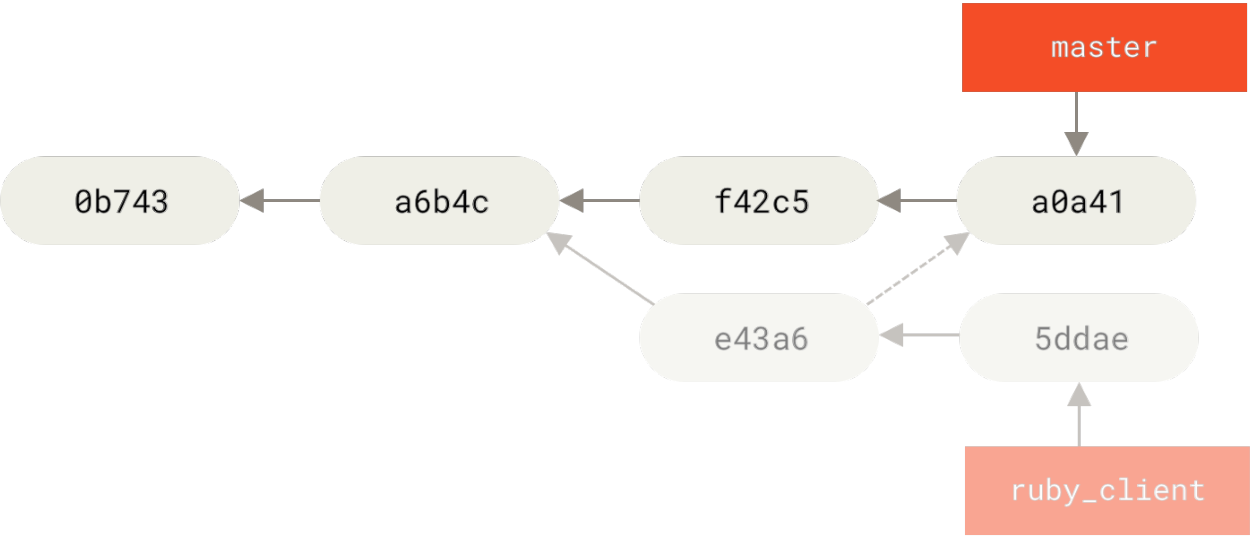 master
0b743
a6b4c
f42c5
a0a41
e43a6
5ddae
ruby_client